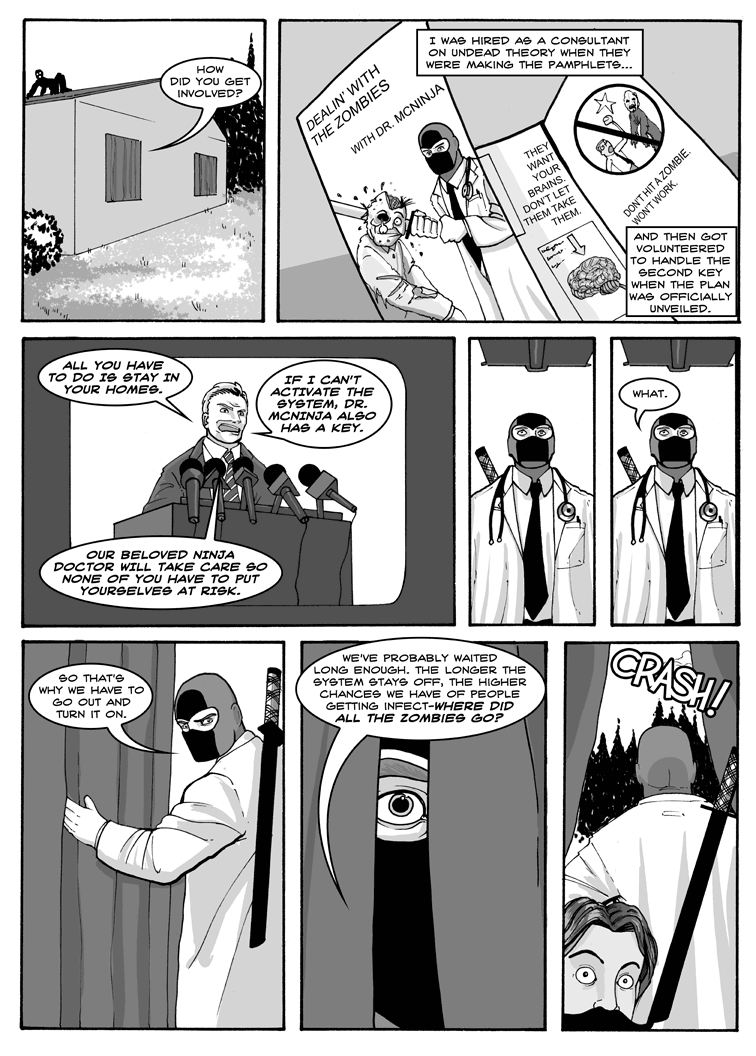 HOW
DID YOU GET
INVOLVED?
I WAS HIRED AS A CONSULTANT
ON UNDEAD THEORY WHEN THEY
WERE MAKING THE PAMPHLETS...
DEALIN' WITH
THE ZOMBIES
WITH DR. MCNINJA
THEY
WANT
YOUR
BRAINS.
DON'T LET
THEM TAKE
THEM.
DON'T HIT A ZOMBIE.
WON'T WORK.
AND THEN GOT
VOLUNTEERED
TO HANDLE THE
SECOND KEY
WHEN THE PLAN
WAS OFFICIALLY
UNVEILED.
ALL YOU HAVE
TO DO IS STAY IN
YOUR HOMES.
IF I CAN'T
ACTIVATE THE
SYSTEM, DR.
MCNINJA ALSO
HAS A KEY.
OUR BELOVED NINJA
DOCTOR WILL TAKE CARE SO
NONE OF YOU HAVE TO PUT
YOURSELVES AT RISK.
WHAT.
SO THAT'S
WHY WE HAVE TO
GO OUT AND
TURN IT ON.
WE'VE PROBABLY WAITED
LONG ENOUGH. THE LONGER THE
SYSTEM STAYS OFF, THE HIGHER
CHANCES WE HAVE OF PEOPLE
GETTING INFECT-WHERE DID
ALL THE ZOMBIES GO?
CRASH!